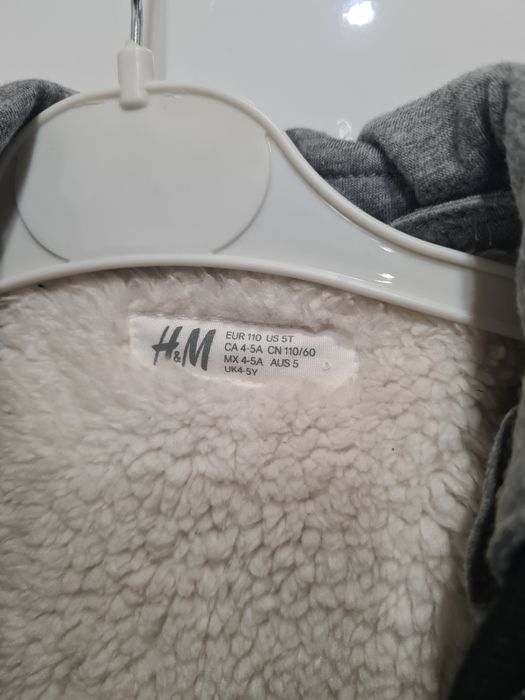 H&M
EUR 110 US 5T
CA 4-5A CN 110/60
MX 4-5A AUS 5
UK4-5Y